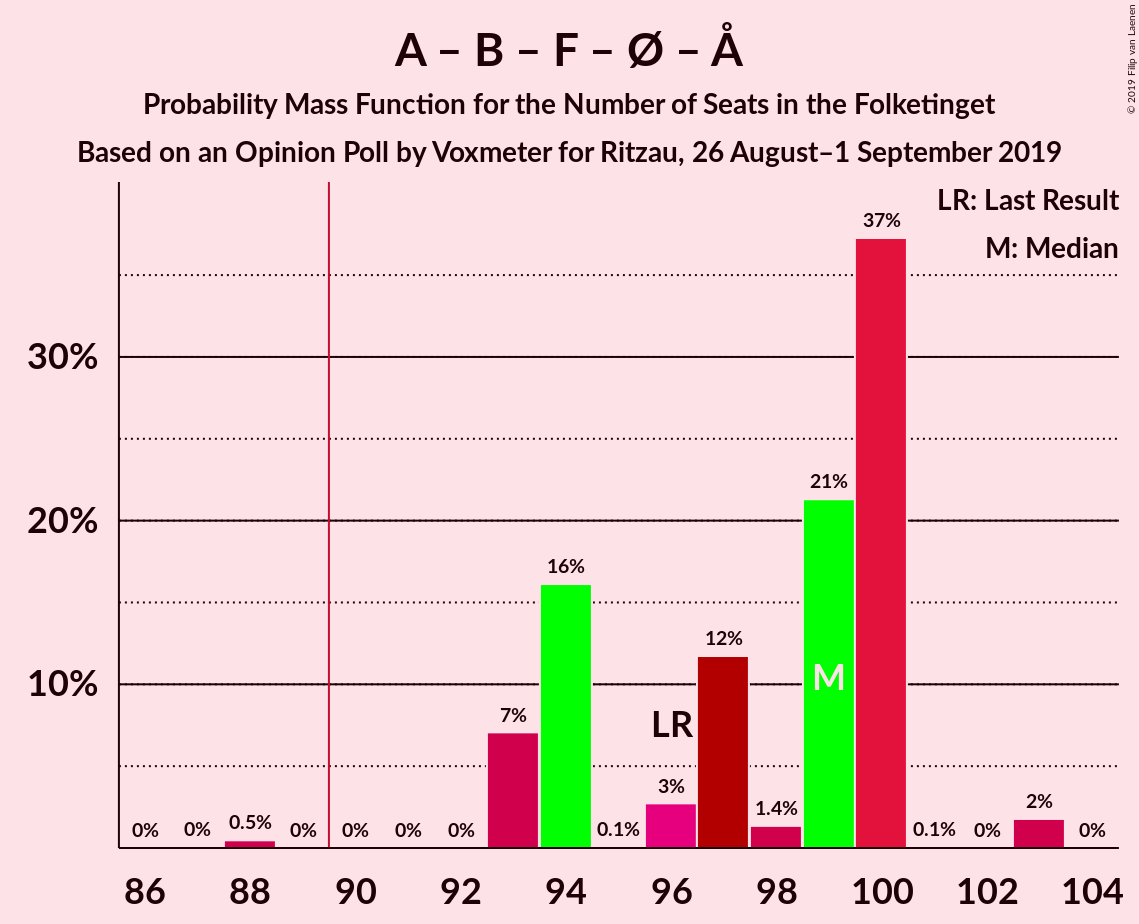 A – B – F – Ø – Å
Probability Mass Function for the Number of Seats in the Folketinget
Based on an Opinion Poll by Voxmeter for Ritzau, 26 August–1 September 2019
© 2019 Filip van Laenen
LR: Last Result
M: Median
30%
20%
10%
0%
0%
0.5%
0%
0%
0%
0%
7%
16%
0.1%
3%
12%
1.4%
21%
37%
0.1%
0%
2%
0%
LR
M
86 88 90 92 94 96 98 100 102 104